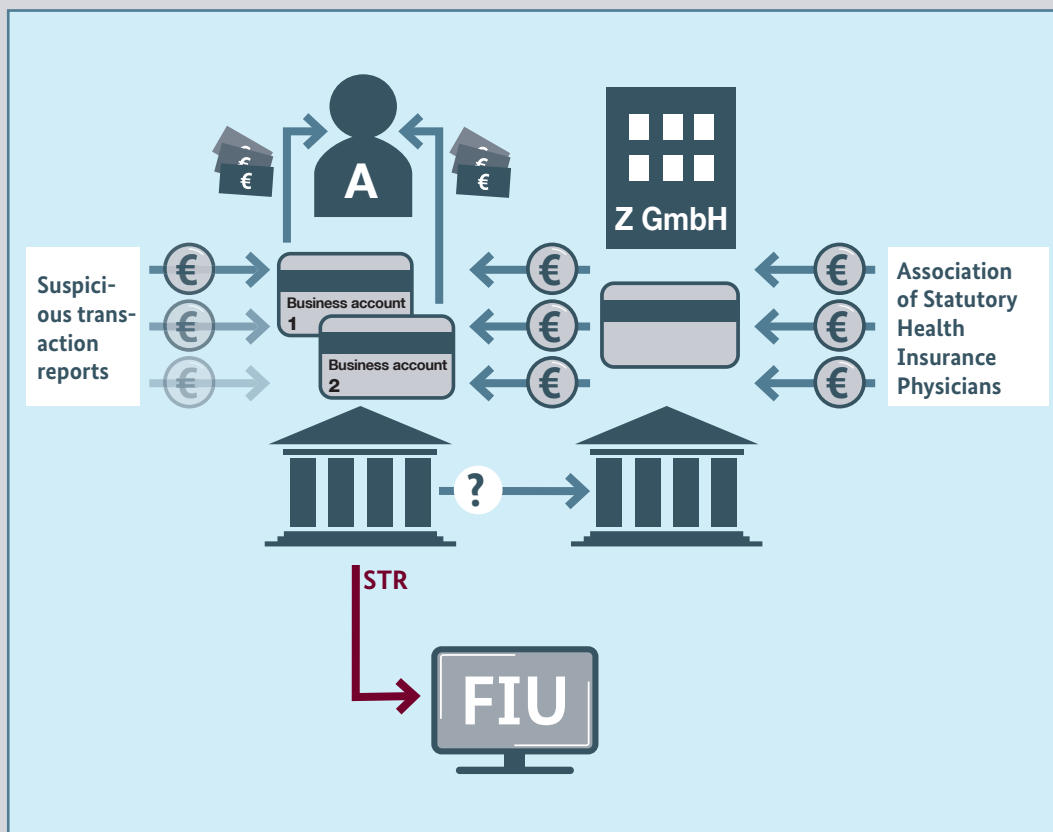 €
€
€
€
€
€
A
Z GmbH
Suspici-
ous trans-
action
reports
€
€
€
Business account
1
Business account
2
€
€
€
€
€
€
Association
of Statutory
Health
Insurance
Physicians
?
STR
FIU